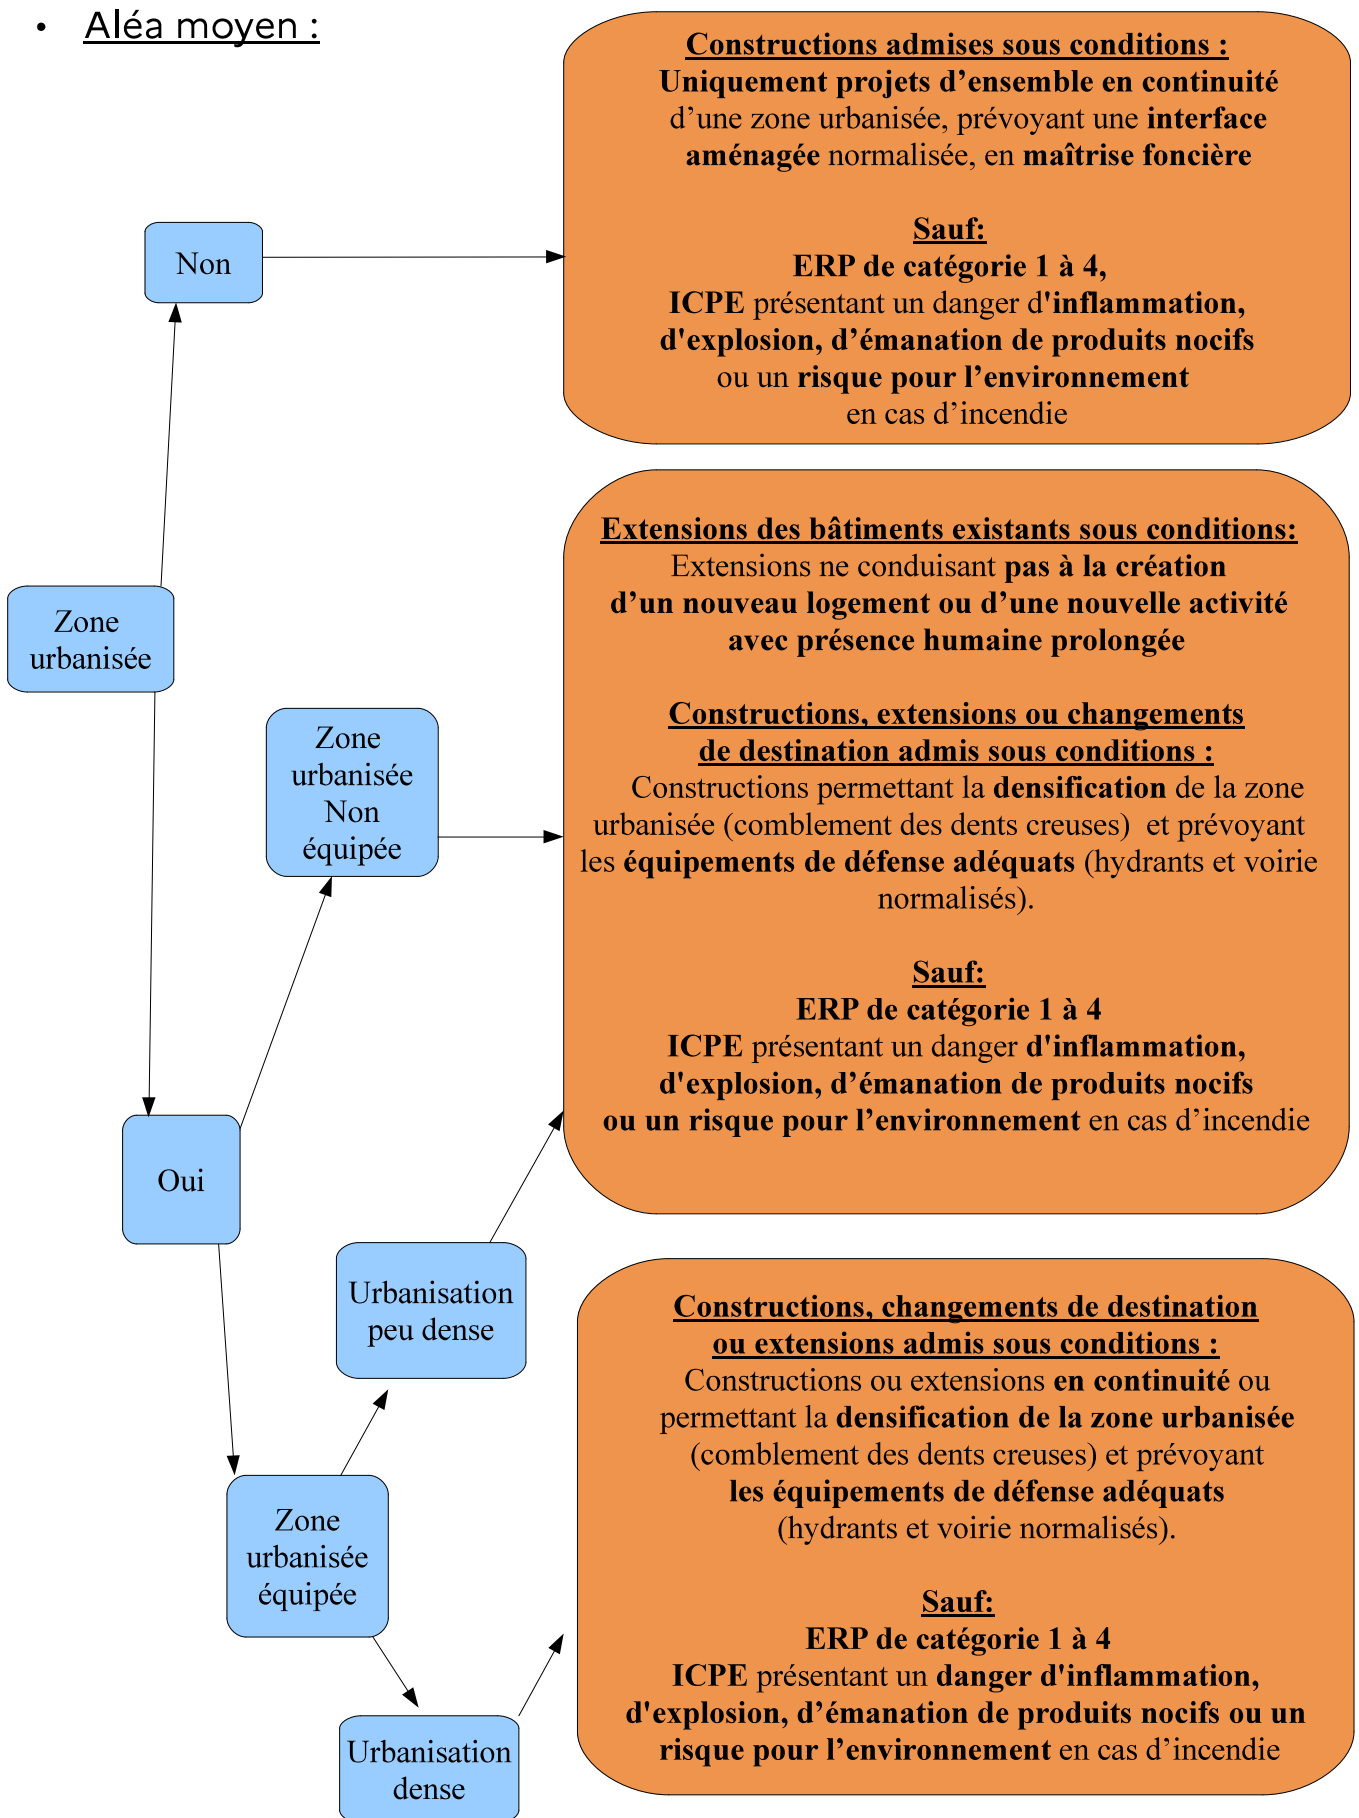 • Aléa moyen :
Constructions admises sous conditions :
Uniquement projets d’ensemble en continuité
d’une zone urbanisée, prévoyant une interface
aménagée normalisée, en maîtrise foncière
Sauf:
ERP de catégorie 1 à 4,
ICPE présentant un danger d'inflammation,
d'explosion, d’émanation de produits nocifs
ou un risque pour l’environnement
en cas d’incendie
Non
Extensions des bâtiments existants sous conditions:
Extensions ne conduisant pas à la création
d’un nouveau logement ou d’une nouvelle activité
avec présence humaine prolongée
Constructions, extensions ou changements
de destination admis sous conditions :
Constructions permettant la densification de la zone
urbanisée (comblement des dents creuses) et prévoyant
les équipements de défense adéquats (hydrants et voirie
normalisés).
Sauf:
ERP de catégorie 1 à 4
ICPE présentant un danger d'inflammation,
d'explosion, d’émanation de produits nocifs
ou un risque pour l’environnement en cas d’incendie
Zone
urbanisée
Zone
urbanisée
Non
équipée
Oui
Urbanisation
peu dense
Constructions, changements de destination
ou extensions admis sous conditions :
Constructions ou extensions en continuité ou
permettant la densification de la zone urbanisée
(comblement des dents creuses) et prévoyant
les équipements de défense adéquats
(hydrants et voirie normalisés).
Sauf:
ERP de catégorie 1 à 4
ICPE présentant un danger d'inflammation,
d'explosion, d’émanation de produits nocifs ou un
risque pour l’environnement en cas d’incendie
Zone
urbanisée
équipée
Urbanisation
dense